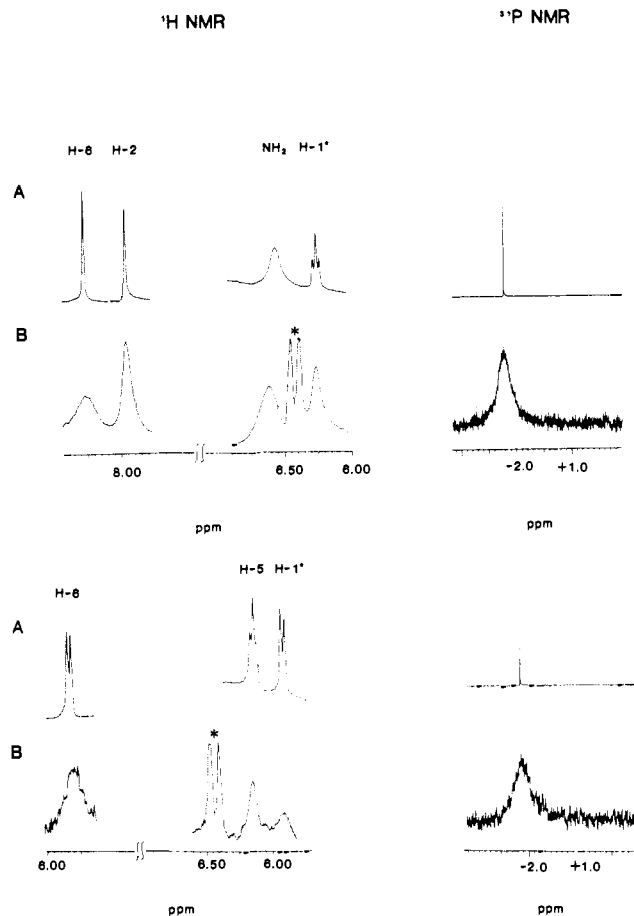 ¹H NMR
³¹P NMR
H-8 H-2 NH₂ H-1'
A
B
*
8.00 6.50 6.00
-2.0 +1.0
ppm ppm
H-5 H-1'
H-6
A
B
*
8.00 6.50 6.00
-2.0 +1.0
ppm ppm